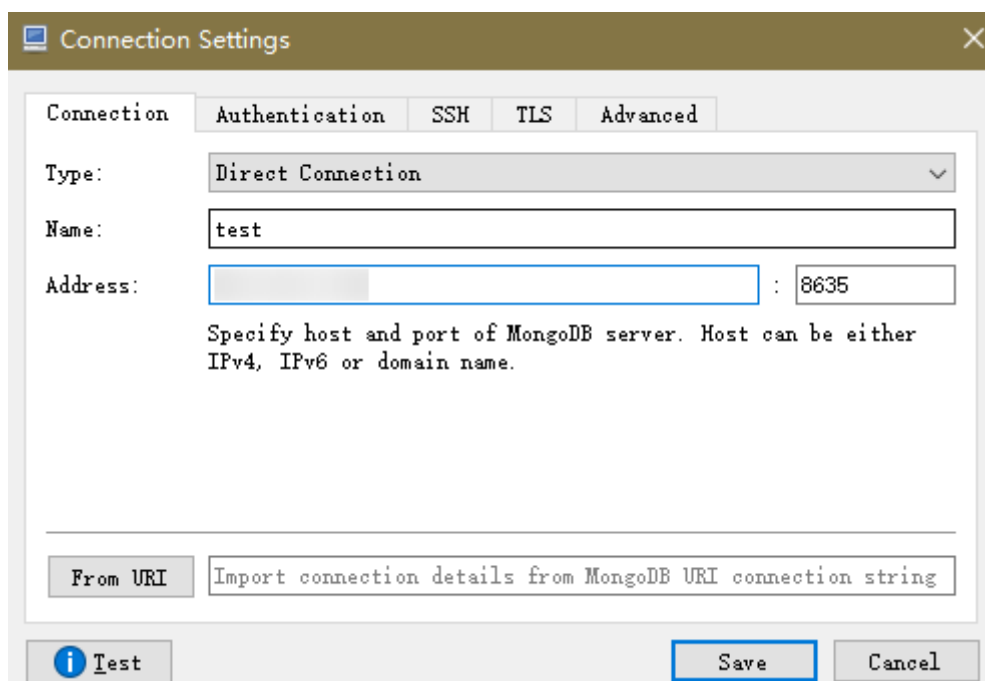 Connection Settings
Connection Authentication SSH TLS Advanced
Type: Direct Connection
Name: test
Address: : 8635
Specify host and port of MongoDB server. Host can be either
IPv4, IPv6 or domain name.
From URI Import connection details from MongoDB URI connection string
Test Save Cancel